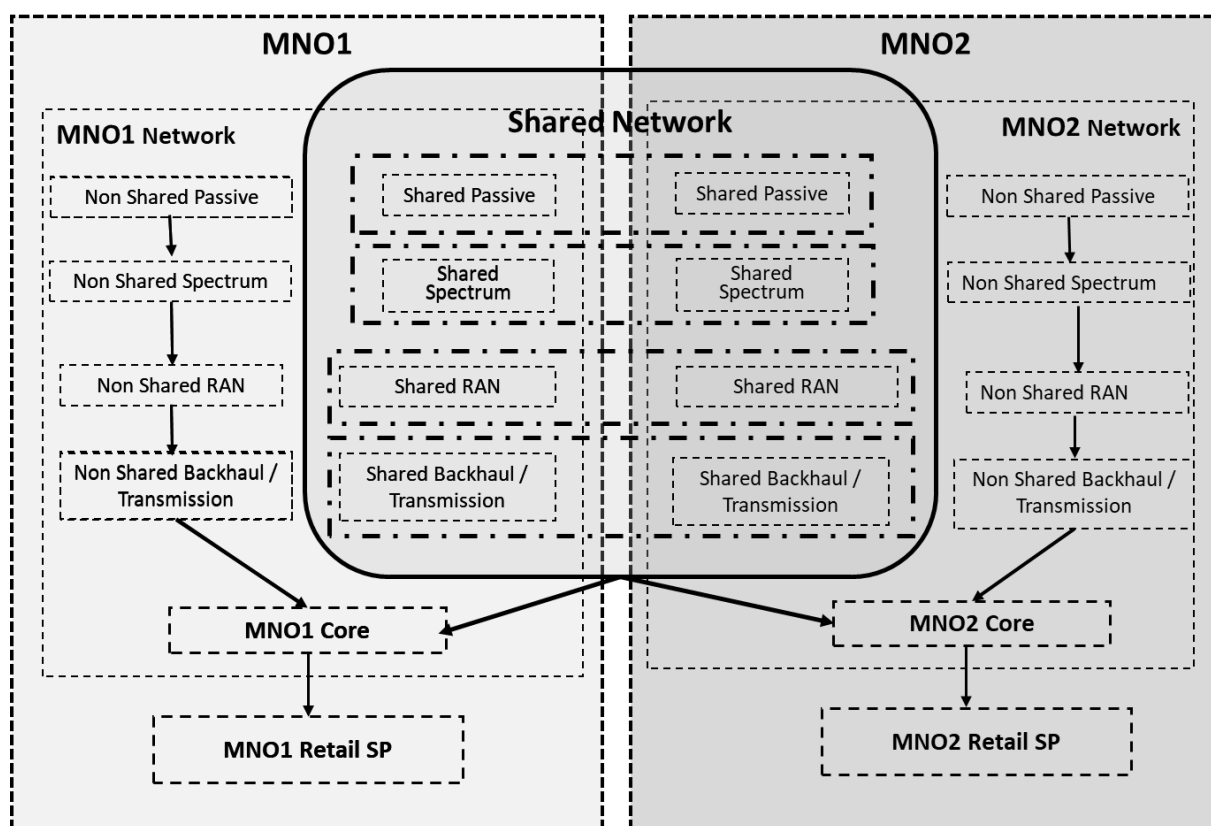 MNO1
MNO2
Shared Network
MNO1 Network
MNO2 Network
Non Shared Passive
Shared Passive
Shared Passive
Non Shared Passive
Non Shared Spectrum
Shared
Spectrum
Shared
Spectrum
Non Shared Spectrum
Non Shared RAN
Shared RAN
Shared RAN
Non Shared RAN
Non Shared Backhaul /
Transmission
Shared Backhaul /
Transmission
Shared Backhaul /
Transmission
Non Shared Backhaul /
Transmission
MNO1 Core
MNO2 Core
MNO1 Retail SP
MNO2 Retail SP